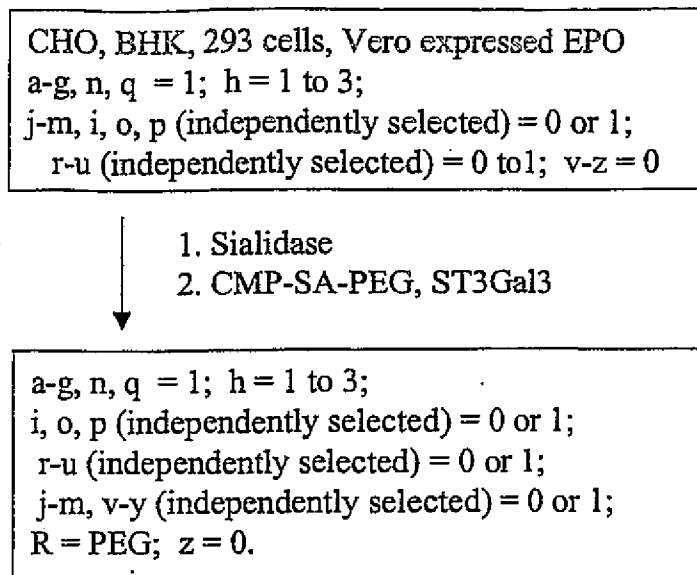 CHO, BHK, 293 cells, Vero expressed EPO
a-g, n, q = 1; h = 1 to 3;
j-m, i, o, p (independently selected) = 0 or 1;
r-u (independently selected) = 0 to1; v-z = 0
1. Sialidase
2. CMP-SA-PEG, ST3Gal3
a-g, n, q = 1; h = 1 to 3;
i, o, p (independently selected) = 0 or 1;
r-u (independently selected) = 0 or 1;
j-m, v-y (independently selected) = 0 or 1;
R = PEG; z = 0.